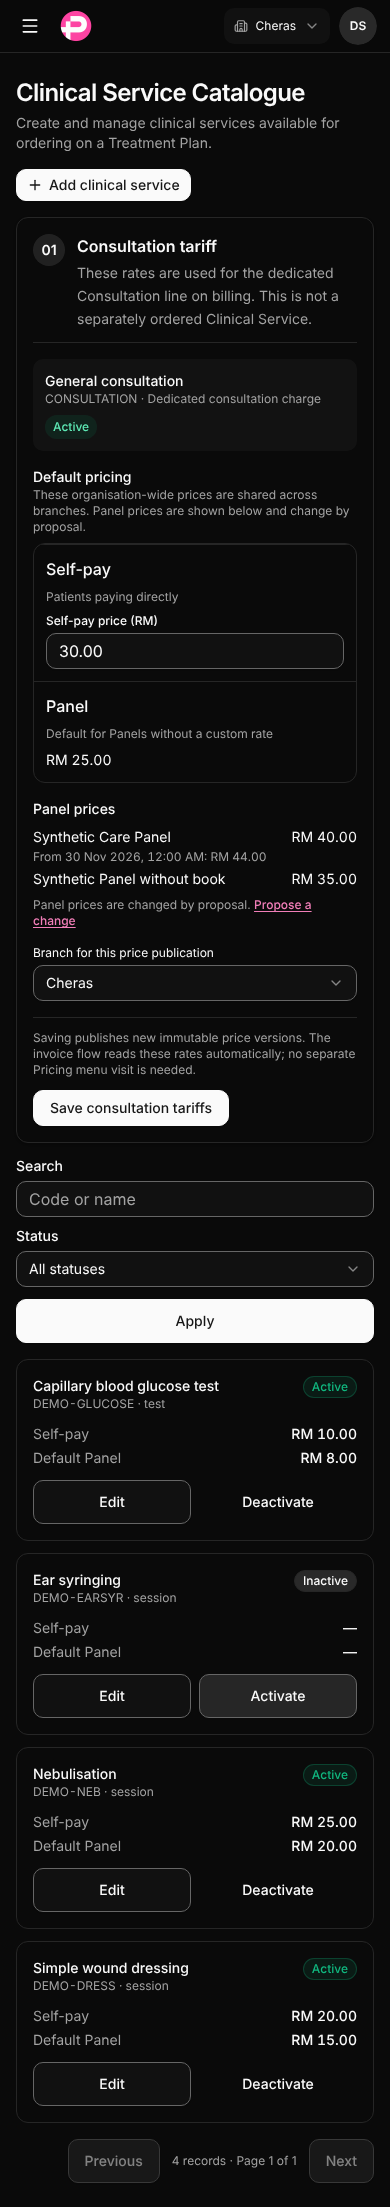 Cheras
DS
Clinical Service Catalogue
Create and manage clinical services available for
ordering on a Treatment Plan.
+ Add clinical service
01
Consultation tariff
These rates are used for the dedicated
Consultation line on billing. This is not a
separately ordered Clinical Service.
General consultation
CONSULTATION · Dedicated consultation charge
Active
Default pricing
These organisation-wide prices are shared across
branches. Panel prices are shown below and change by
proposal.
Self-pay
Patients paying directly
Self-pay price (RM)
30.00
Panel
Default for Panels without a custom rate
RM 25.00
Panel prices
Synthetic Care Panel RM 40.00
From 30 Nov 2026, 12:00 AM: RM 44.00
Synthetic Panel without book RM 35.00
Panel prices are changed by proposal. Propose a
change
Branch for this price publication
Cheras
Saving publishes new immutable price versions. The
invoice flow reads these rates automatically; no separate
Pricing menu visit is needed.
Save consultation tariffs
Search
Code or name
Status
All statuses
Apply
Capillary blood glucose test Active
DEMO-GLUCOSE · test
Self-pay RM 10.00
Default Panel RM 8.00
Edit Deactivate
Ear syringing Inactive
DEMO-EARSYR · session
Self-pay —
Default Panel —
Edit Activate
Nebulisation Active
DEMO-NEB · session
Self-pay RM 25.00
Default Panel RM 20.00
Edit Deactivate
Simple wound dressing Active
DEMO-DRESS · session
Self-pay RM 20.00
Default Panel RM 15.00
Edit Deactivate
Previous 4 records · Page 1 of 1 Next